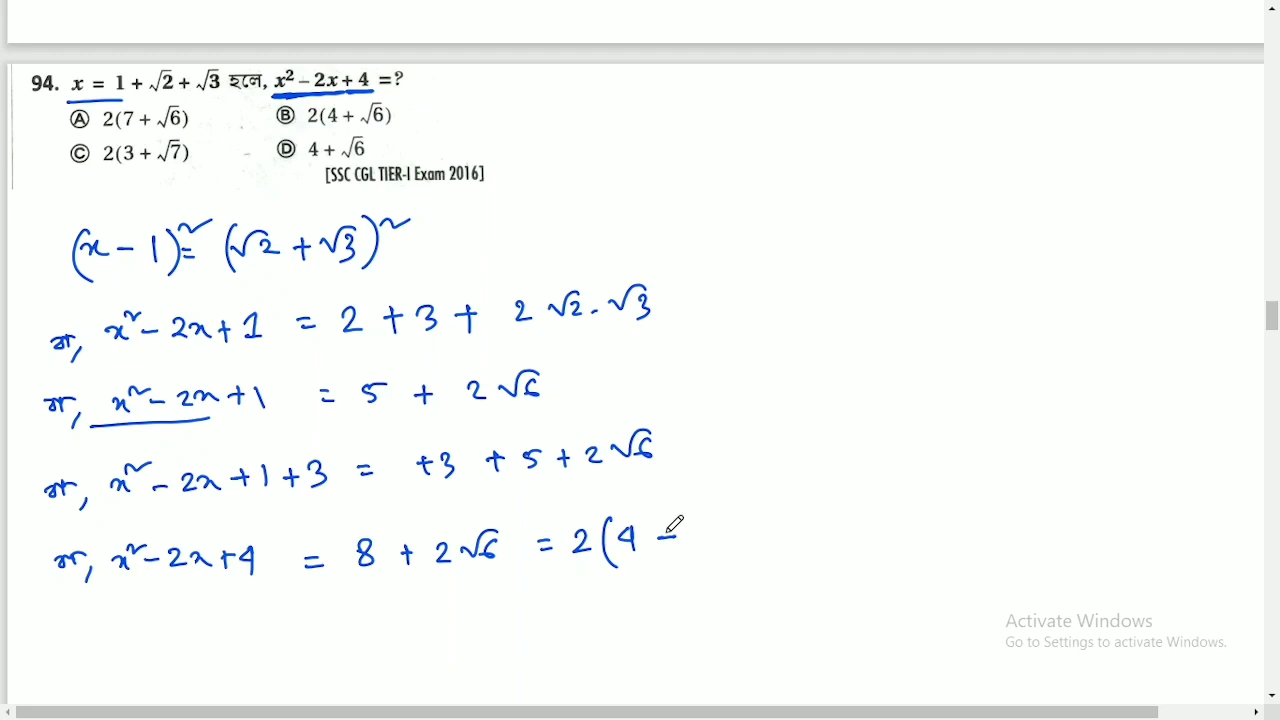 94. x = 1 + √2 + √3 হলে, x² – 2x + 4 = ?
Ⓐ 2(7 + √6) Ⓑ 2(4 + √6)
Ⓒ 2(3 + √7) Ⓓ 4 + √6
[SSC CGL TIER-I Exam 2016]
(x – 1)² = (√2 + √3)²
বা, x² – 2x + 1 = 2 + 3 + 2 √2 . √3
বা, x² – 2x + 1 = 5 + 2 √6
বা, x² – 2x + 1 + 3 = +3 + 5 + 2 √6
বা, x² – 2x + 4 = 8 + 2 √6 = 2(4 –
Activate Windows
Go to Settings to activate Windows.